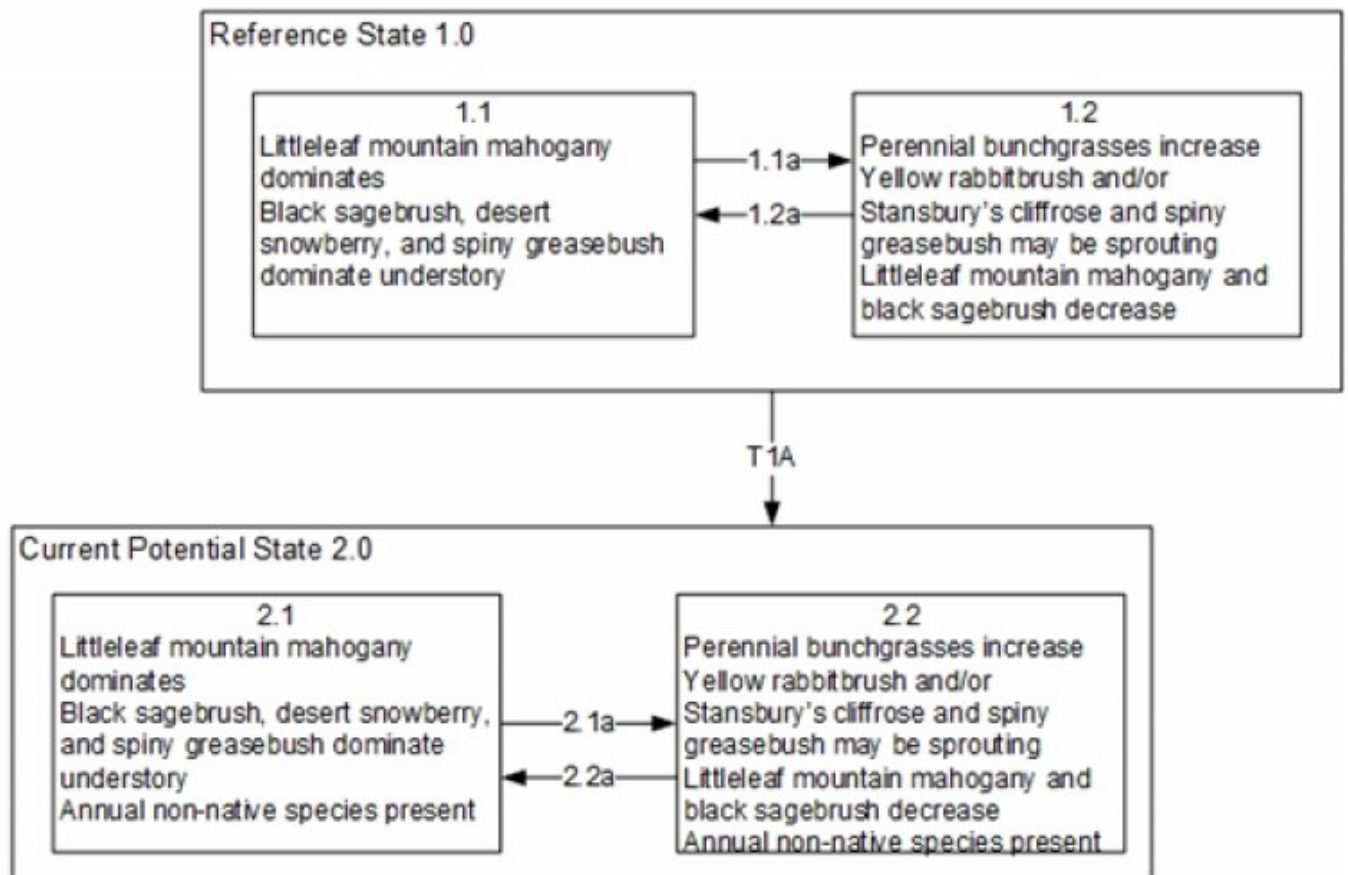 Reference State 1.0
1.1
Littleleaf mountain mahogany
dominates
Black sagebrush, desert
snowberry, and spiny greasebush
dominate understory
1.1a
1.2a
1.2
Perennial bunchgrasses increase
Yellow rabbitbrush and/or
Stansbury's cliffrose and spiny
greasebush may be sprouting
Littleleaf mountain mahogany and
black sagebrush decrease
T1A
Current Potential State 2.0
2.1
Littleleaf mountain mahogany
dominates
Black sagebrush, desert snowberry,
and spiny greasebush dominate
understory
Annual non-native species present
2.1a
2.2a
2.2
Perennial bunchgrasses increase
Yellow rabbitbrush and/or
Stansbury's cliffrose and spiny
greasebush may be sprouting
Littleleaf mountain mahogany and
black sagebrush decrease
Annual non-native species present